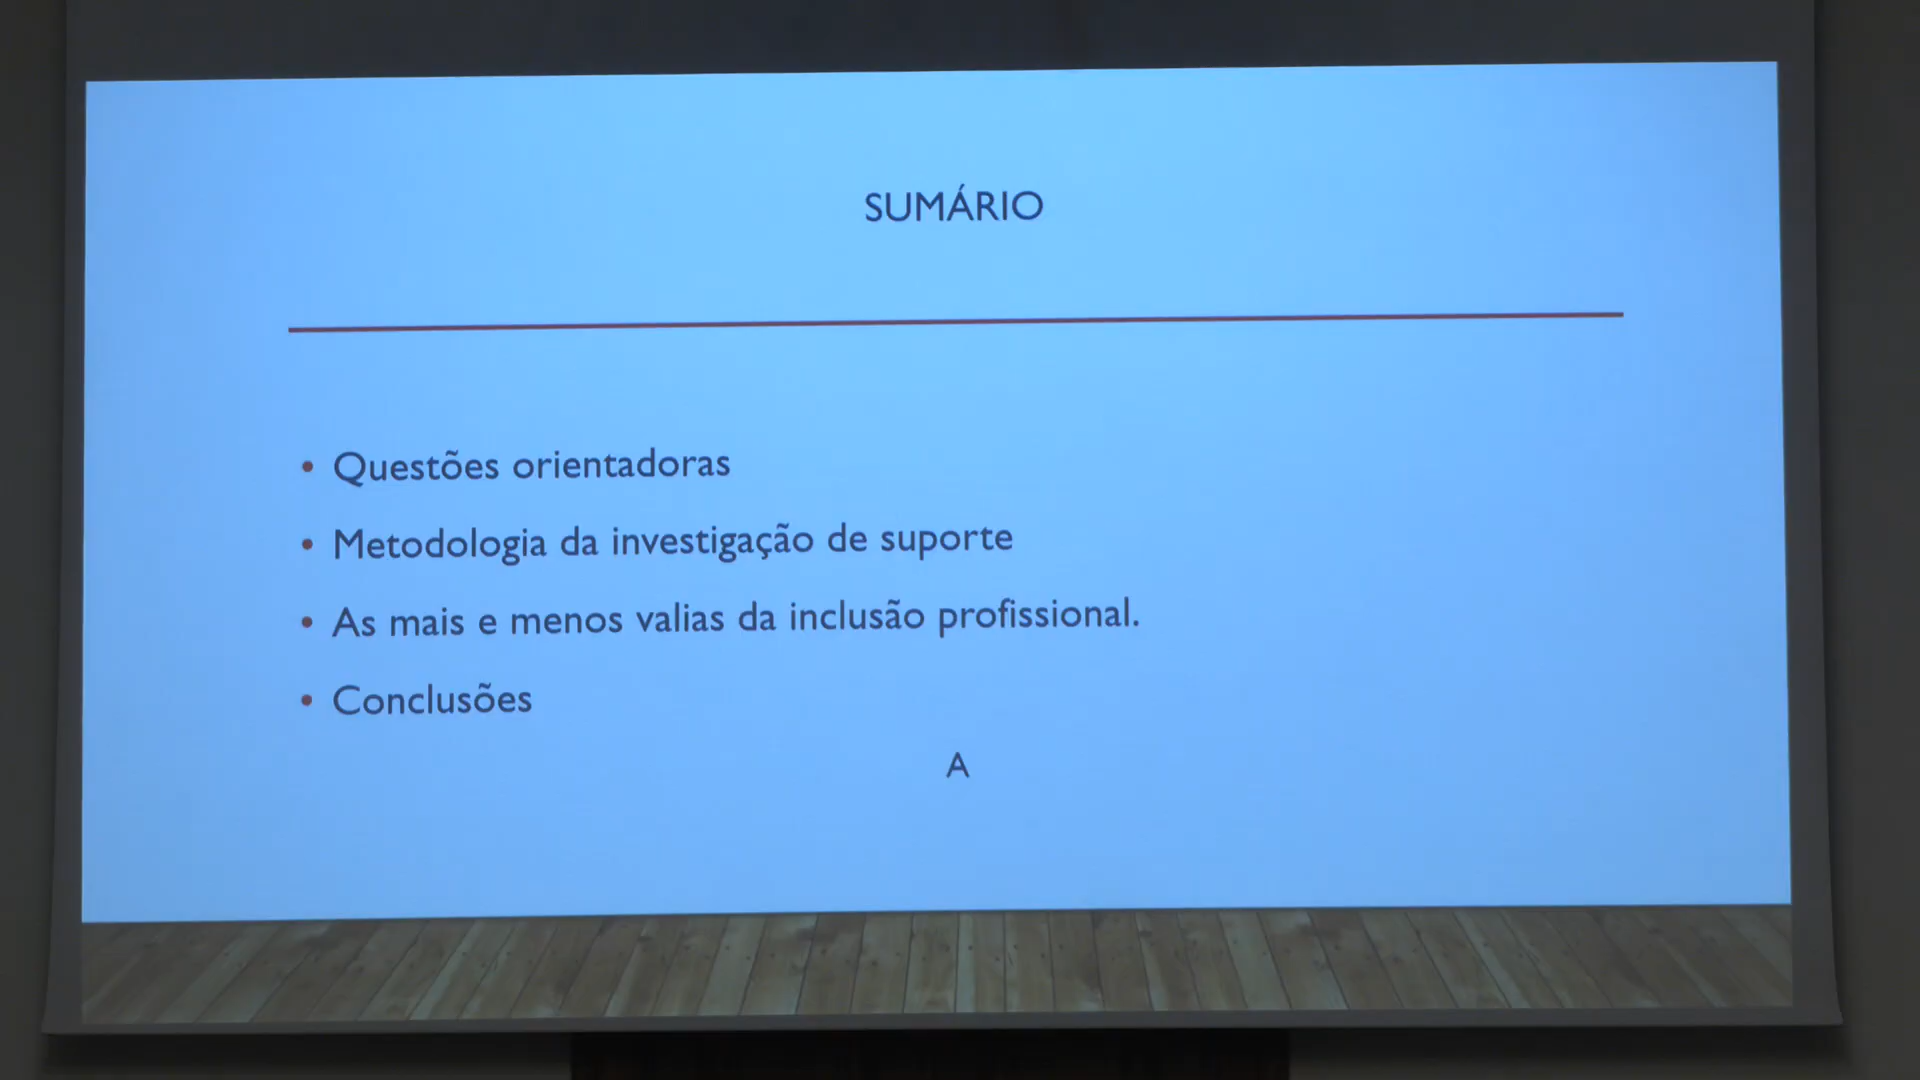 SUMÁRIO
• Questões orientadoras
• Metodologia da investigação de suporte
• As mais e menos valias da inclusão profissional.
• Conclusões
A